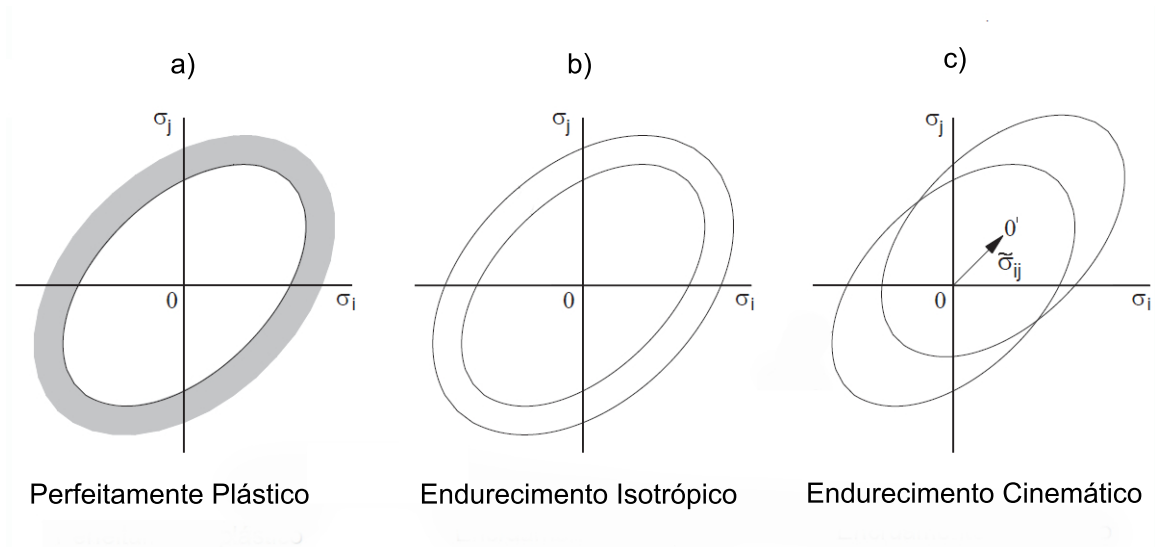 a)
b)
c)
σj
σj
σj
0'
σ̃ij
0
σi
0
σi
0
σi
Perfeitamente Plástico
Endurecimento Isotrópico
Endurecimento Cinemático